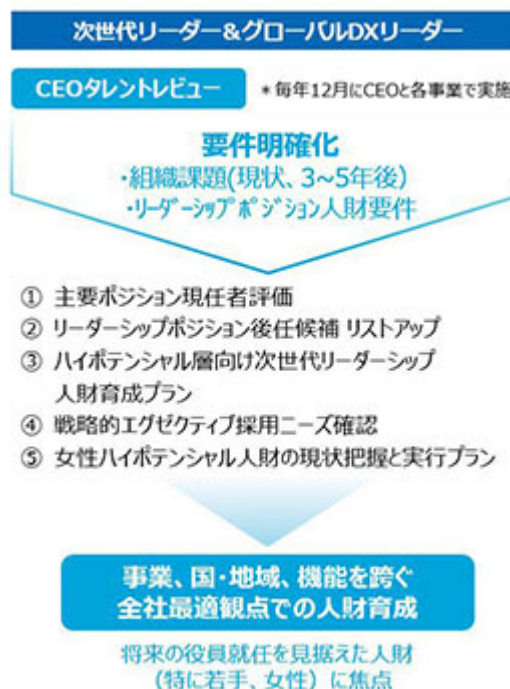 次世代リーダー&グローバルDXリーダー
CEOタレントレビュー
*毎年12月にCEOと各事業で実施
要件明確化
・組織課題(現状、3~5年後)
・ﾘｰﾀﾞｰｼｯﾌﾟﾎﾟｼﾞｼｮﾝ人財要件
① 主要ポジション現任者評価
② リーダーシップポジション後任候補 リストアップ
③ ハイポテンシャル層向け次世代リーダーシップ
人財育成プラン
④ 戦略的エグゼクティブ採用ニーズ確認
⑤ 女性ハイポテンシャル人財の現状把握と実行プラン
事業、国・地域、機能を跨ぐ
全社最適観点での人財育成
将来の役員就任を見据えた人財
(特に若手、女性)に焦点